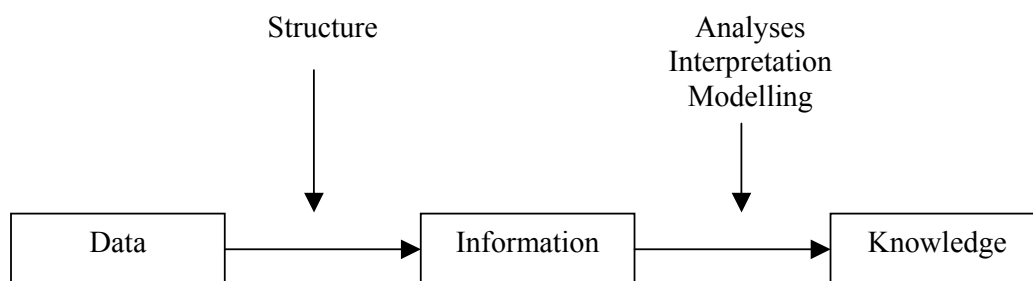 Structure
Analyses
Interpretation
Modelling
Data
Information
Knowledge